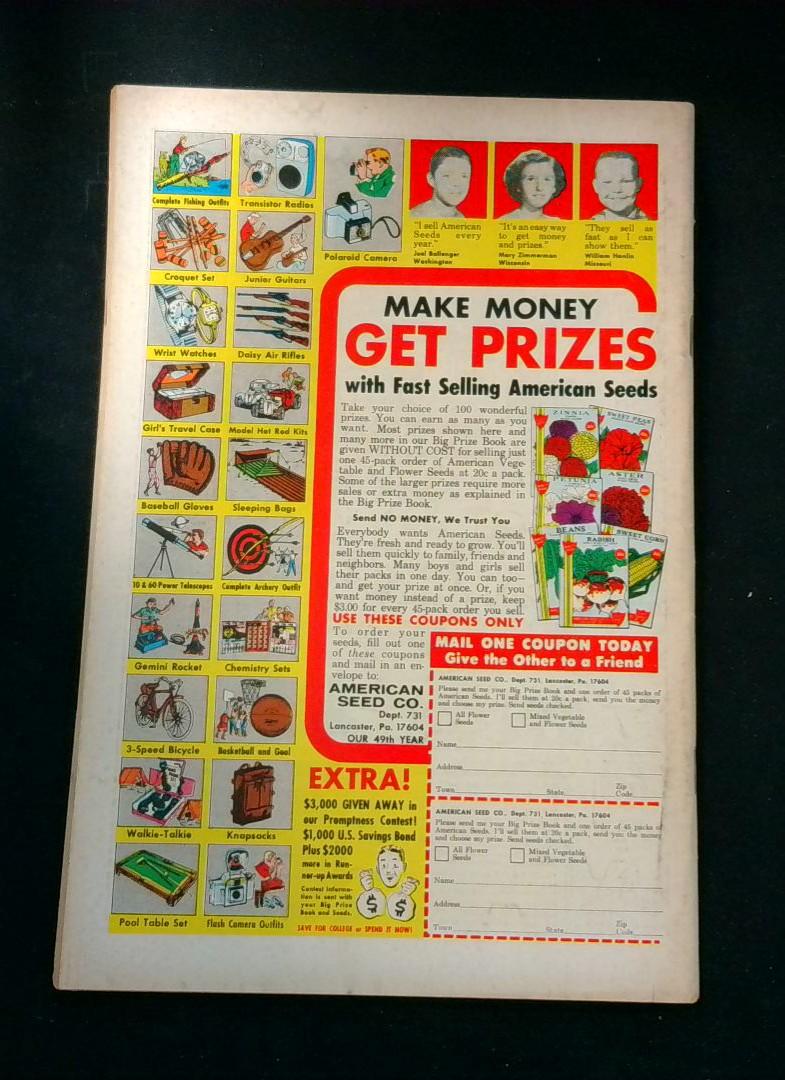 Complete Fishing Outfits
Transistor Radios
Polaroid Camera
"I sell American
Seeds every
year."
Joel Ballenger
Washington
"It's an easy way
to get money
and prizes."
Mary Zimmerman
Wisconsin
"They sell as
fast as I can
show them."
William Hamlin
Missouri
Croquet Set
Junior Guitars
Wrist Watches
Daisy Air Rifles
Girl's Travel Case
Model Hot Rod Kits
Baseball Gloves
Sleeping Bags
10 & 60-Power Telescopes
Complete Archery Outfit
Gemini Rocket
Chemistry Sets
3-Speed Bicycle
Basketball and Goal
Walkie-Talkie
Knapsacks
Pool Table Set
Flash Camera Outfits
MAKE MONEY
GET PRIZES
with Fast Selling American Seeds
Take your choice of 100 wonderful
prizes. You can earn as many as you
want. Most prizes shown here and
many more in our Big Prize Book are
given WITHOUT COST for selling just
one 45-pack order of American Vege-
table and Flower Seeds at 20c a pack.
Some of the larger prizes require more
sales or extra money as explained in
the Big Prize Book.
Send NO MONEY, We Trust You
Everybody wants American Seeds.
They're fresh and ready to grow. You'll
sell them quickly to family, friends and
neighbors. Many boys and girls sell
their packs in one day. You can too—
and get your prize at once. Or, if you
want money instead of a prize, keep
$3.00 for every 45-pack order you sell.
USE THESE COUPONS ONLY
To order your
seeds, fill out one
of these coupons
and mail in an en-
velope to:
AMERICAN
SEED CO.
Dept. 731
Lancaster, Pa. 17604
OUR 49th YEAR
ZINNIA
SWEET PEAS
PETUNIA
ASTER
BEANS
RADISH
SWEET CORN
MAIL ONE COUPON TODAY
Give the Other to a Friend
AMERICAN SEED CO., Dept. 731, Lancaster, Pa. 17604
Please send me your Big Prize Book and one order of 45 packs of
American Seeds. I'll sell them at 20c a pack, send you the money
and choose my prize. Send seeds checked.
All Flower
Seeds
Mixed Vegetable
and Flower Seeds
Name
Address
Town State Zip
Code
AMERICAN SEED CO., Dept. 731, Lancaster, Pa. 17604
Please send me your Big Prize Book and one order of 45 packs of
American Seeds. I'll sell them at 20c a pack, send you the money
and choose my prize. Send seeds checked.
All Flower
Seeds
Mixed Vegetable
and Flower Seeds
Name
Address
Town State Zip
Code
EXTRA!
$3,000 GIVEN AWAY in
our Promptness Contest!
$1,000 U.S. Savings Bond
Plus $2000
more in Run-
ner-up Awards
Contest informa-
tion is sent with
your Big Prize
Book and Seeds.
$ $
SAVE FOR COLLEGE or SPEND IT NOW!